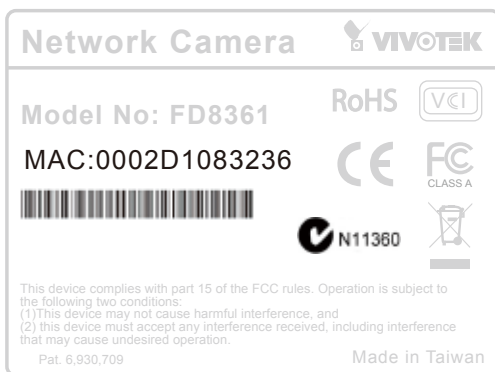 Network Camera VIVOTEK
Model No: FD8361 RoHS VCI
MAC:0002D1083236 CE FC
CLASS A
N11360
This device complies with part 15 of the FCC rules. Operation is subject to
the following two conditions:
(1)This device may not cause harmful interference, and
(2) this device must accept any interference received, including interference
that may cause undesired operation.
Pat. 6,930,709 Made in Taiwan